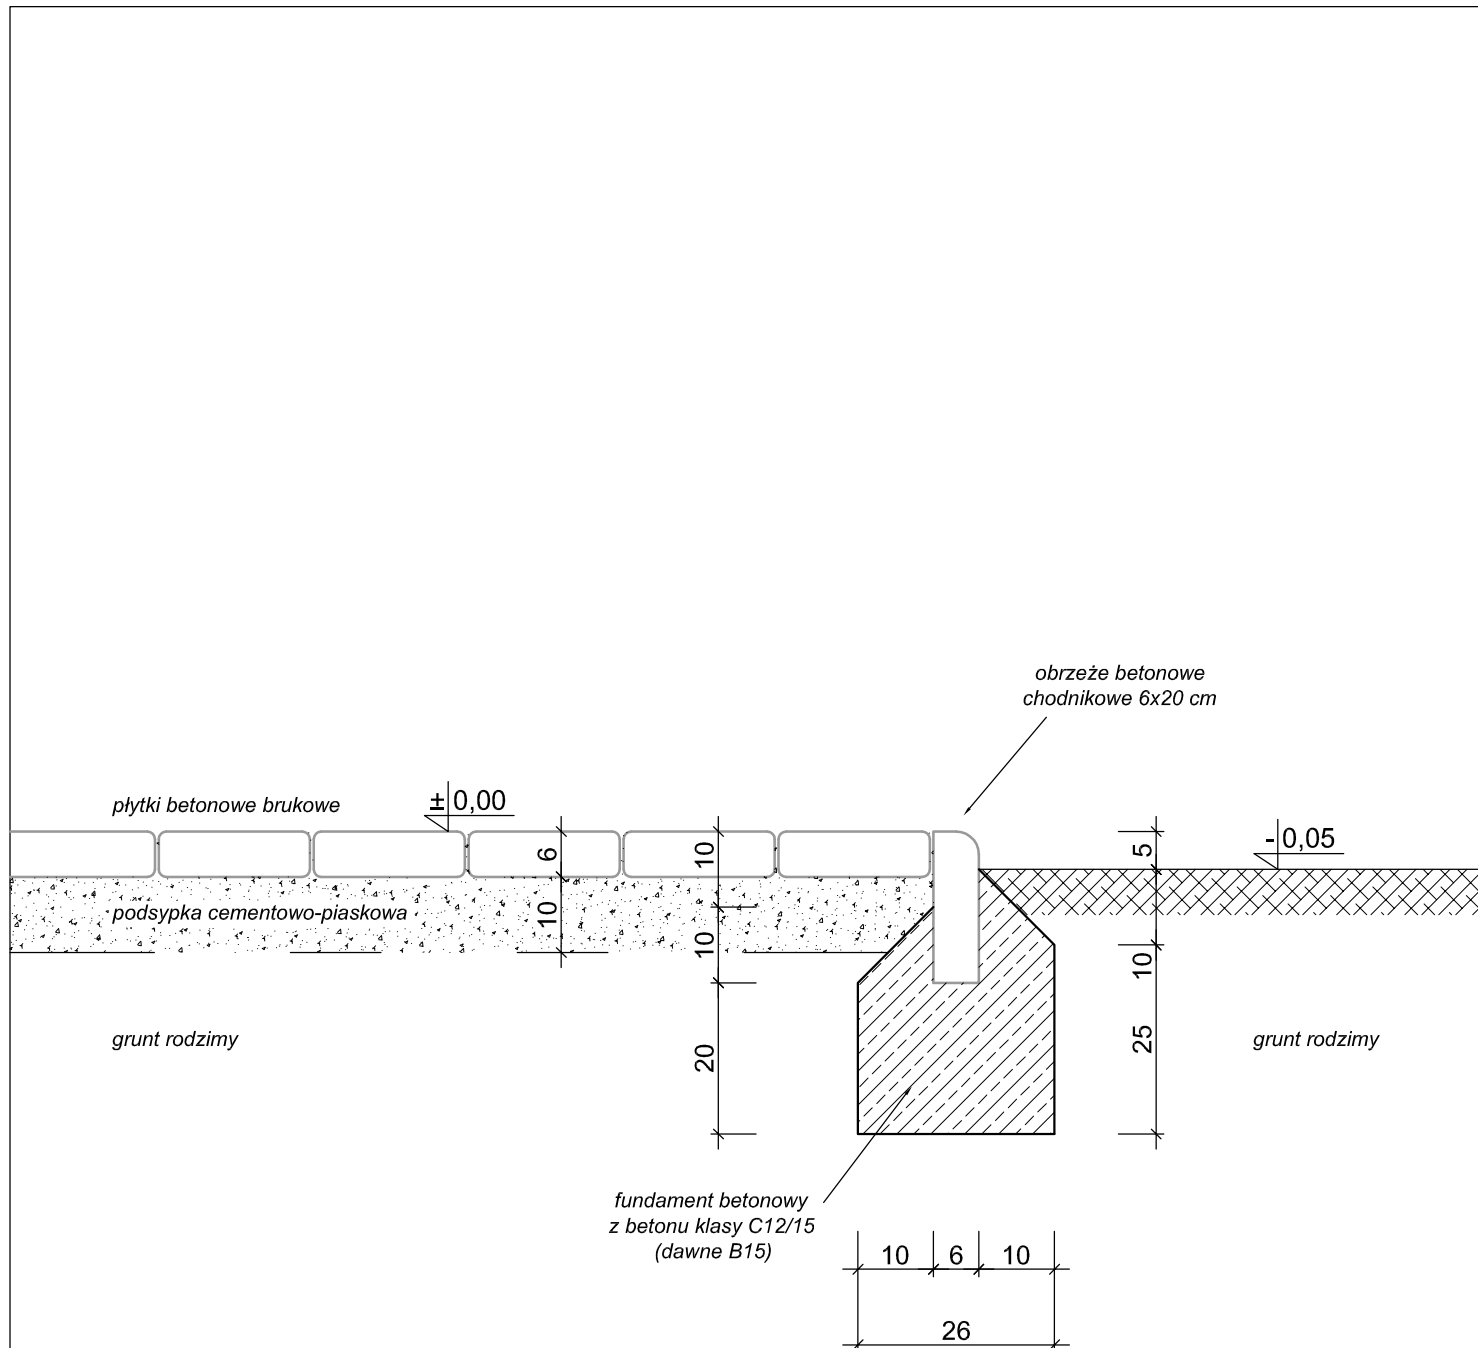 obrzeże betonowe
chodnikowe 6x20 cm
płytki betonowe brukowe
± 0,00
6
10
5
- 0,05
podsypka cementowo-piaskowa
10
10
10
grunt rodzimy
20
25
grunt rodzimy
fundament betonowy
z betonu klasy C12/15
(dawne B15)
10 6 10
26